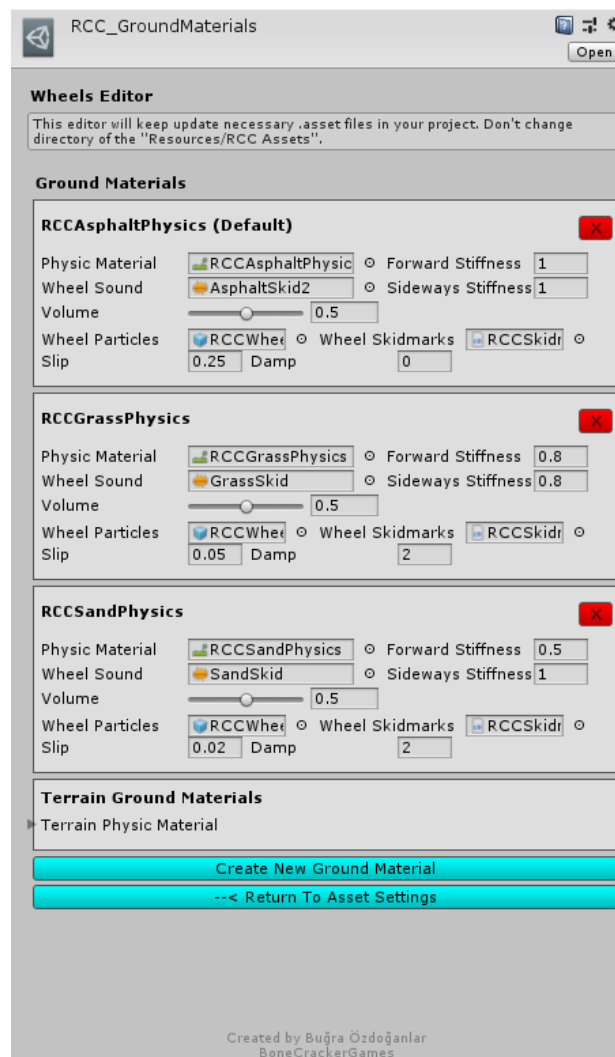 RCC_GroundMaterials
Open
Wheels Editor
This editor will keep update necessary .asset files in your project. Don't change
directory of the "Resources/RCC Assets".
Ground Materials
RCCAsphaltPhysics (Default)
X
Physic Material RCCAsphaltPhysic Forward Stiffness 1
Wheel Sound AsphaltSkid2 Sideways Stiffness 1
Volume 0.5
Wheel Particles RCCWhee Wheel Skidmarks RCCSkidr
Slip 0.25 Damp 0
RCCGrassPhysics
X
Physic Material RCCGrassPhysics Forward Stiffness 0.8
Wheel Sound GrassSkid Sideways Stiffness 0.8
Volume 0.5
Wheel Particles RCCWhee Wheel Skidmarks RCCSkidr
Slip 0.05 Damp 2
RCCSandPhysics
X
Physic Material RCCSandPhysics Forward Stiffness 0.5
Wheel Sound SandSkid Sideways Stiffness 1
Volume 0.5
Wheel Particles RCCWhee Wheel Skidmarks RCCSkidr
Slip 0.02 Damp 2
Terrain Ground Materials
Terrain Physic Material
Create New Ground Material
--< Return To Asset Settings
Created by Buğra Özdoğanlar
BoneCrackerGames